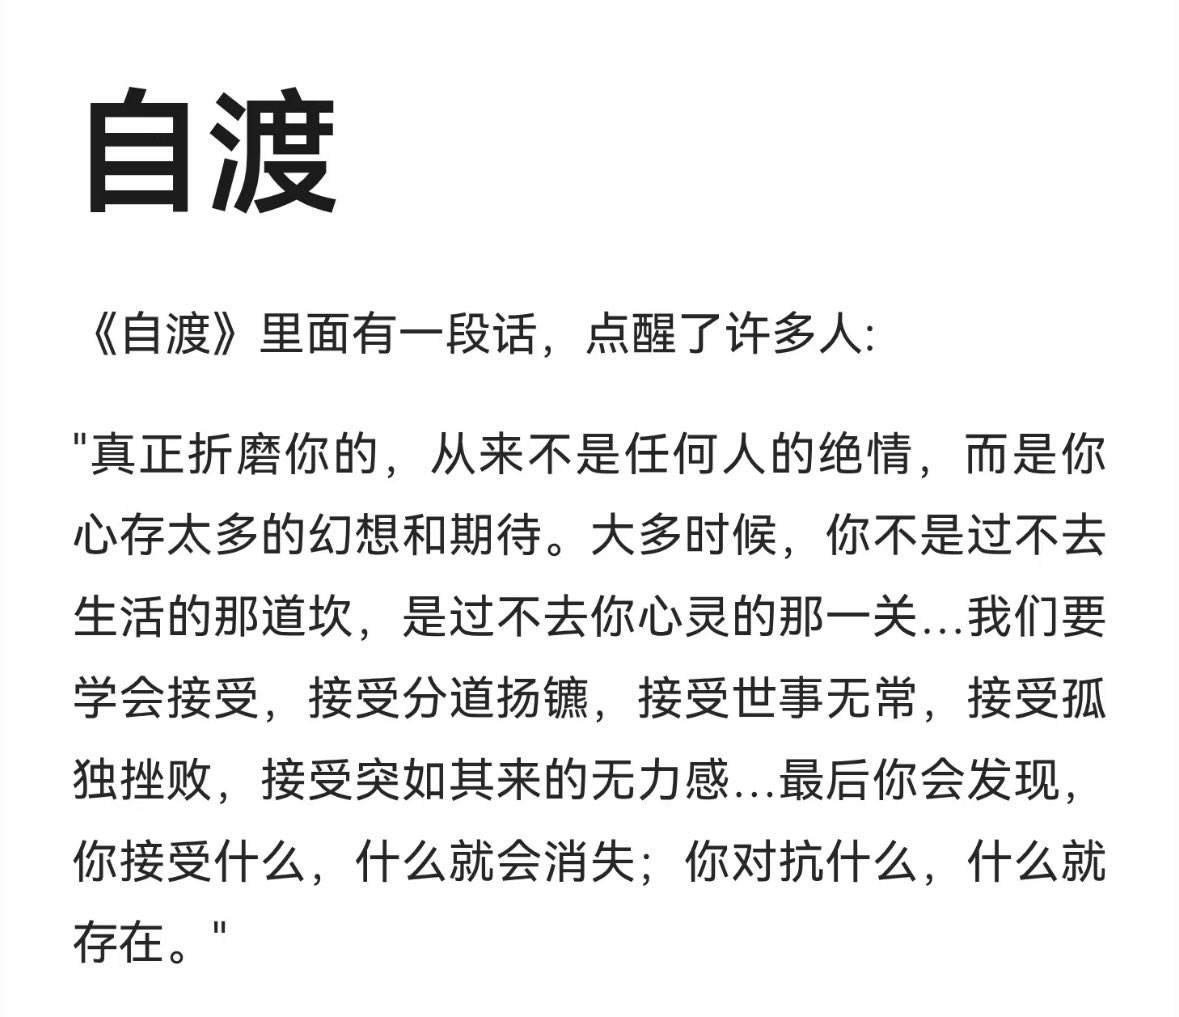 自渡
《自渡》里面有一段话，点醒了许多人:
"真正折磨你的，从来不是任何人的绝情，而是你
心存太多的幻想和期待。大多时候，你不是过不去
生活的那道坎，是过不去你心灵的那一关...我们要
学会接受，接受分道扬镳，接受世事无常，接受孤
独挫败，接受突如其来的无力感...最后你会发现，
你接受什么，什么就会消失；你对抗什么，什么就
存在。"